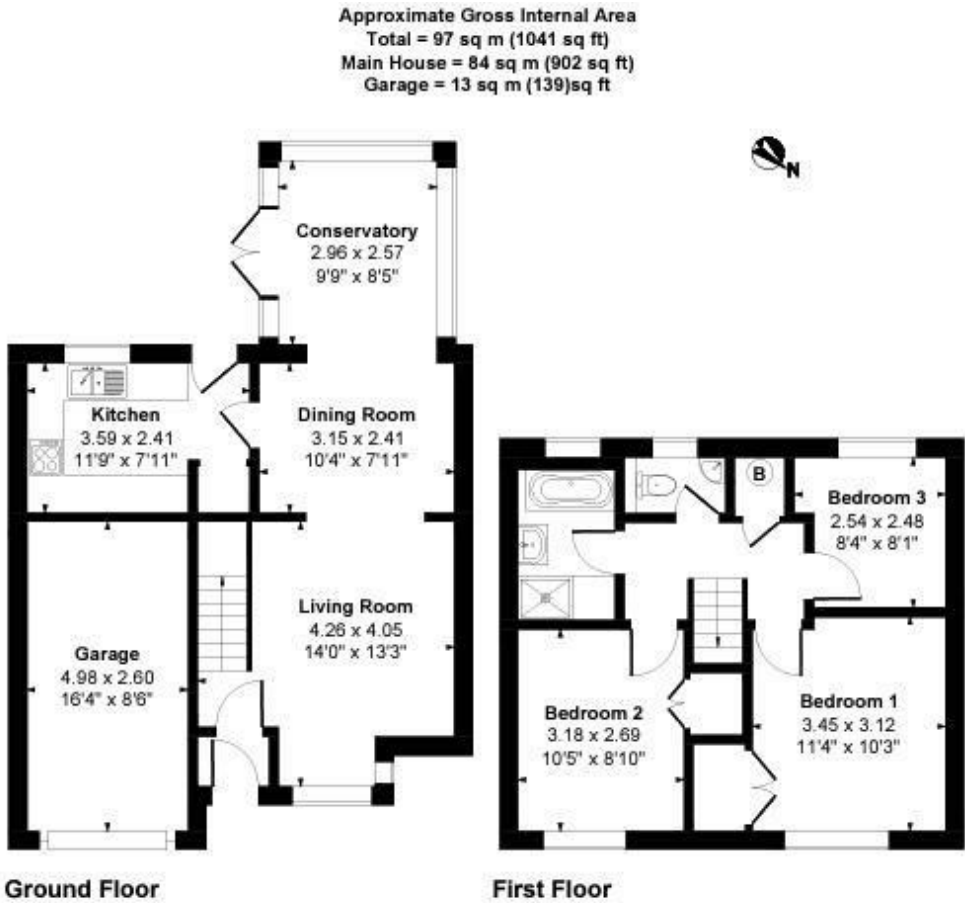 Approximate Gross Internal Area
Total = 97 sq m (1041 sq ft)
Main House = 84 sq m (902 sq ft)
Garage = 13 sq m (139)sq ft
N
Conservatory
2.96 x 2.57
9'9" x 8'5"
Kitchen
3.59 x 2.41
11'9" x 7'11"
Dining Room
3.15 x 2.41
10'4" x 7'11"
Living Room
4.26 x 4.05
14'0" x 13'3"
Garage
4.98 x 2.60
16'4" x 8'6"
Ground Floor
B
Bedroom 3
2.54 x 2.48
8'4" x 8'1"
Bedroom 2
3.18 x 2.69
10'5" x 8'10"
Bedroom 1
3.45 x 3.12
11'4" x 10'3"
First Floor